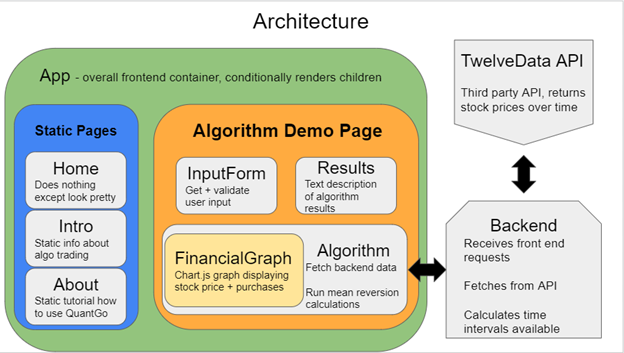 Architecture
App - overall frontend container, conditionally renders children
Static Pages
Home
Does nothing
except look pretty
Intro
Static info about
algo trading
About
Static tutorial how
to use QuantGo
Algorithm Demo Page
InputForm
Get + validate
user input
Results
Text description
of algorithm
results
FinancialGraph
Chart.js graph displaying
stock price + purchases
Algorithm
Fetch backend data
Run mean reversion
calculations
TwelveData API
Third party API, returns
stock prices over time
Backend
Receives front end
requests
Fetches from API
Calculates time
intervals available